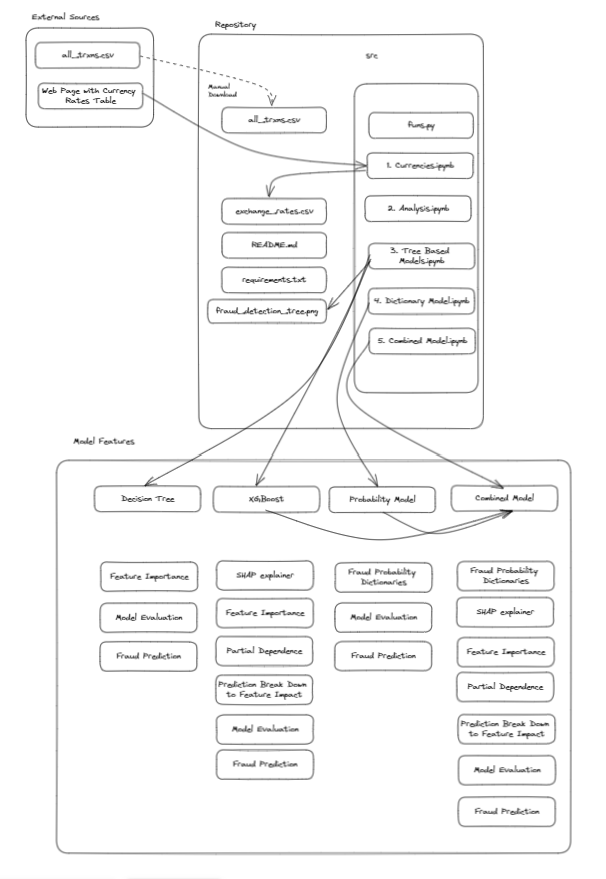 External Sources
all_trxns.csv
Web Page with Currency
Rates Table
Repository
src
Manual
Download
all_trxns.csv
exchange_rates.csv
README.md
requirements.txt
fraud_detection_tree.png
funs.py
1. Currencies.ipynb
2. Analysis.ipynb
3. Tree Based
Models.ipynb
4. Dictionary Model.ipynb
5. Combined Model.ipynb
Model Features
Decision Tree
XGBoost
Probability Model
Combined Model
Feature Importance
Model Evaluation
Fraud Prediction
SHAP explainer
Feature Importance
Partial Dependence
Prediction Break Down
to Feature Impact
Model Evaluation
Fraud Prediction
Fraud Probability
Dictionaries
Model Evaluation
Fraud Prediction
Fraud Probability
Dictionaries
SHAP explainer
Feature Importance
Partial Dependence
Prediction Break Down
to Feature Impact
Model Evaluation
Fraud Prediction